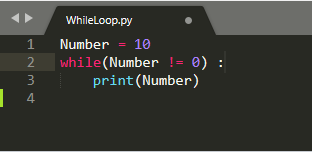 WhileLoop.py
1 Number = 10
2 while(Number != 0) :
3     print(Number)
4